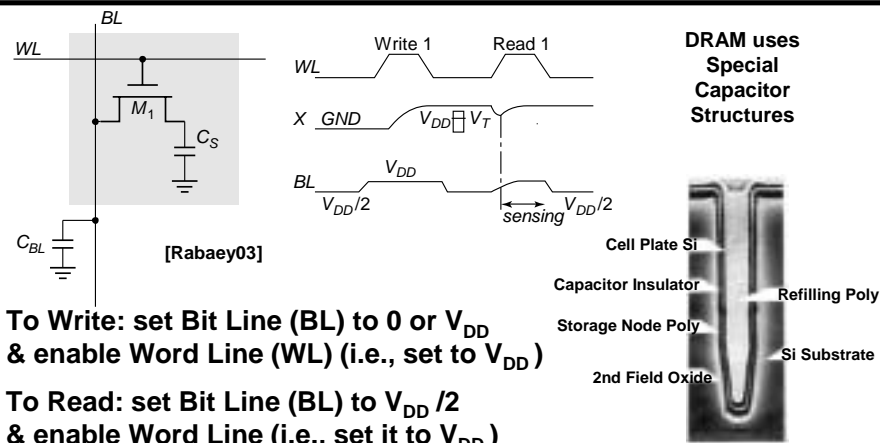 BL
WL
M1
CS
CBL
[Rabaey03]
Write 1 Read 1
WL
X GND VDD VT
BL VDD
VDD/2 sensing VDD/2
DRAM uses
Special
Capacitor
Structures
Cell Plate Si
Capacitor Insulator
Refilling Poly
Storage Node Poly
Si Substrate
2nd Field Oxide
To Write: set Bit Line (BL) to 0 or VDD
& enable Word Line (WL) (i.e., set to VDD )
To Read: set Bit Line (BL) to VDD /2
& enable Word Line (i.e., set it to VDD )